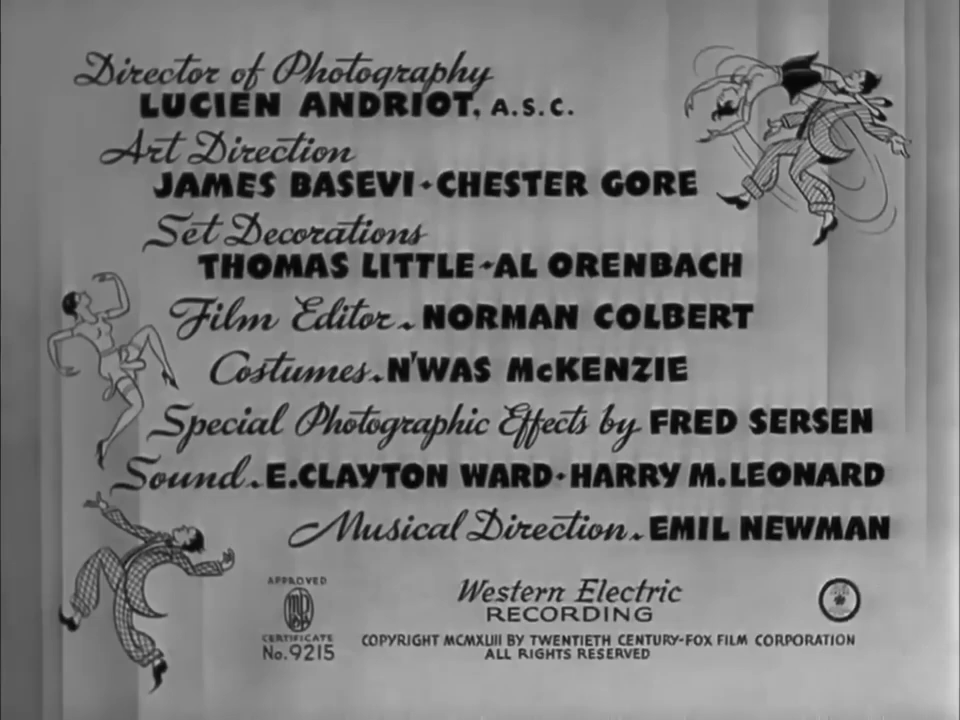 Director of Photography
LUCIEN ANDRIOT, A.S.C.
Art Direction
JAMES BASEVI · CHESTER GORE
Set Decorations
THOMAS LITTLE · AL ORENBACH
Film Editor · NORMAN COLBERT
Costumes · N'WAS McKENZIE
Special Photographic Effects by FRED SERSEN
Sound · E. CLAYTON WARD · HARRY M. LEONARD
Musical Direction · EMIL NEWMAN
APPROVED
CERTIFICATE
No. 9215
Western Electric
RECORDING
COPYRIGHT MCMXLIII BY TWENTIETH CENTURY-FOX FILM CORPORATION
ALL RIGHTS RESERVED